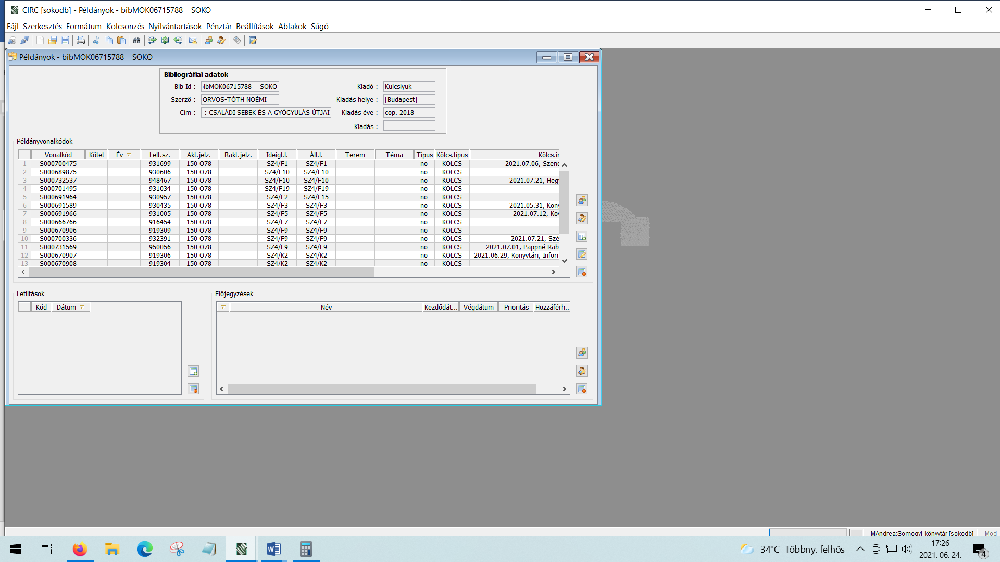 CIRC [sokodb] - Példányok - bibMOK06715788 SOKO
Fájl Szerkesztés Formátum Kölcsönzés Nyilvántartások Pénztár Beállítások Ablakok Súgó
Példányok - bibMOK06715788 SOKO
Bibliográfiai adatok
Bib Id : ibMOK06715788 SOKO Kiadó : Kulcslyuk
Szerző : ORVOS-TÓTH NOÉMI Kiadás helye : [Budapest]
Cím : : CSALÁDI SEBEK ÉS A GYÓGYULÁS ÚTJAI Kiadás éve : cop. 2018
Kiadás :
Példányvonalkódok
Vonalkód Kötet Év Lelt.sz. Akt.jelz. Rakt.jelz. Ideigl.l. Áll.l. Terem Téma Típus Kölcs.típus Kölcs.ir
1 S000700475 931699 150 O78 SZ4/F1 SZ4/F1 no KOLCS 2021.07.06, Szenc
2 S000689875 930606 150 O78 SZ4/F10 SZ4/F10 no KOLCS
3 S000732537 948467 150 O78 SZ4/F10 SZ4/F10 no KOLCS 2021.07.21, Heg
4 S000701495 931034 150 O78 SZ4/F19 SZ4/F19 no KOLCS
5 S000691964 930957 150 O78 SZ4/F2 SZ4/F15 no KOLCS
6 S000691589 930435 150 O78 SZ4/F3 SZ4/F3 no KOLCS 2021.05.31, Köny
7 S000691966 931005 150 O78 SZ4/F5 SZ4/F5 no KOLCS 2021.07.12, Kov
8 S000666766 916454 150 O78 SZ4/F7 SZ4/F7 no KOLCS
9 S000670906 919309 150 O78 SZ4/F9 SZ4/F9 no KOLCS
10 S000700336 932391 150 O78 SZ4/F9 SZ4/F9 no KOLCS 2021.07.21, Szé
11 S000731569 950056 150 O78 SZ4/F9 SZ4/F9 no KOLCS 2021.07.01, Pappné Rab
12 S000670907 919306 150 O78 SZ4/K2 SZ4/K2 no KOLCS 2021.06.29, Könyvtári, Inforr
13 S000670908 919304 150 O78 SZ4/K2 SZ4/K2 no KOLCS
Letiltások Előjegyzések
Kód Dátum Név Kezdődát... Végdátum Prioritás Hozzáférh..
- MAndrea:Somogyi-könyvtár [sokodb] Mod
34°C Többny. felhős 17:26
2021. 06. 24.
4